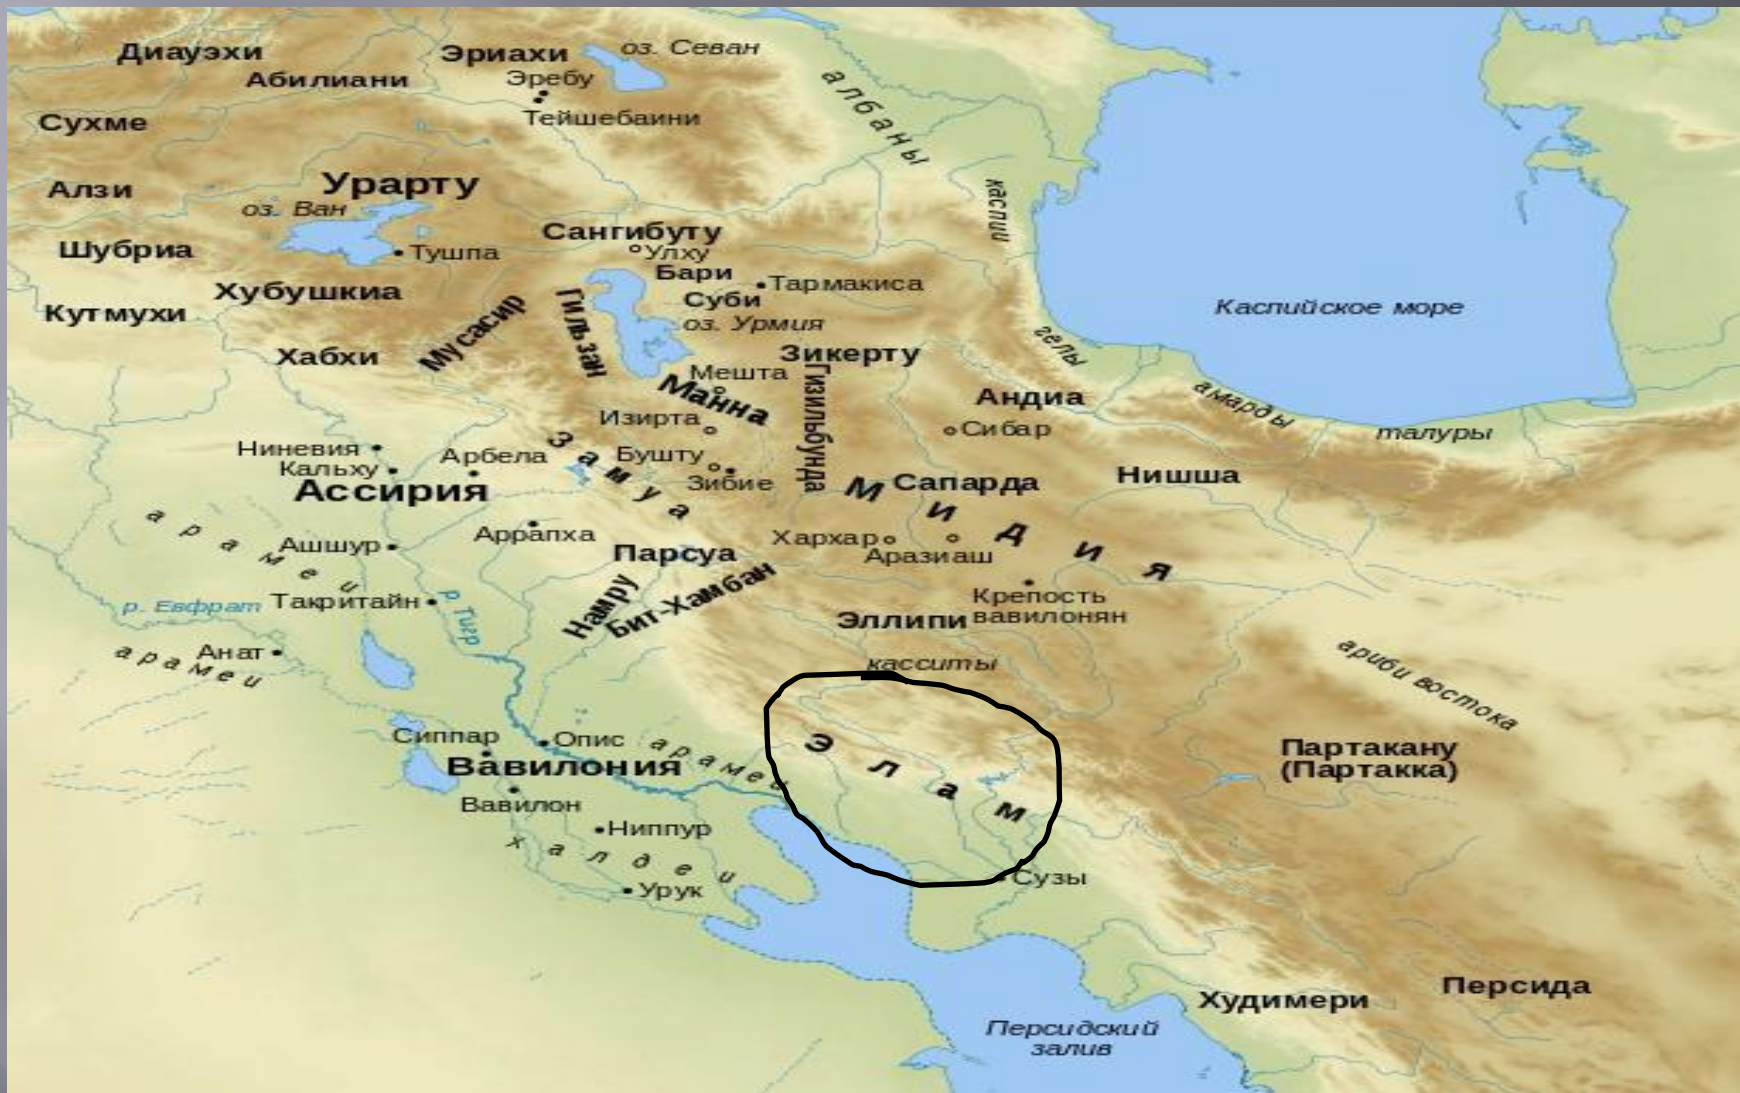 Диауэхи
Эриахи
оз. Севан
Абилиани
Эребу
албаны
Сухме
Тейшебаини
Алзи
Урарту
каспии
оз. Ван
Шубриа
Тушпа
Сангибуту
Улху
Бари
Тармакиса
Хубушкиа
Суби
Кутмухи
Мусасир
Гильзан
оз. Урмия
Каспийское море
Хабхи
Зикерту
гелы
Мешта
Манна
Гизильбунда
Андиа
амарды
Изирта
Сибар
талуры
Ниневия
Замуа
Кальху
Арбела
Бушту
Зибие
Ассирия
Мидия
Сапарда
Нишша
арамеи
Ашшур
Аррапха
Хархар
Аразиаш
Парсуа
р. Евфрат
Такритайн
р. Тигр
Намру
Бит-Хамбан
Крепость
вавилонян
Эллипи
арамеи
Анат
касситы
ариби востока
Сиппар
Опис
арамеи
Элам
Партакану
(Партакка)
Вавилония
Вавилон
Ниппур
халдеи
Урук
Сузы
Худимери
Персида
Персидский
залив